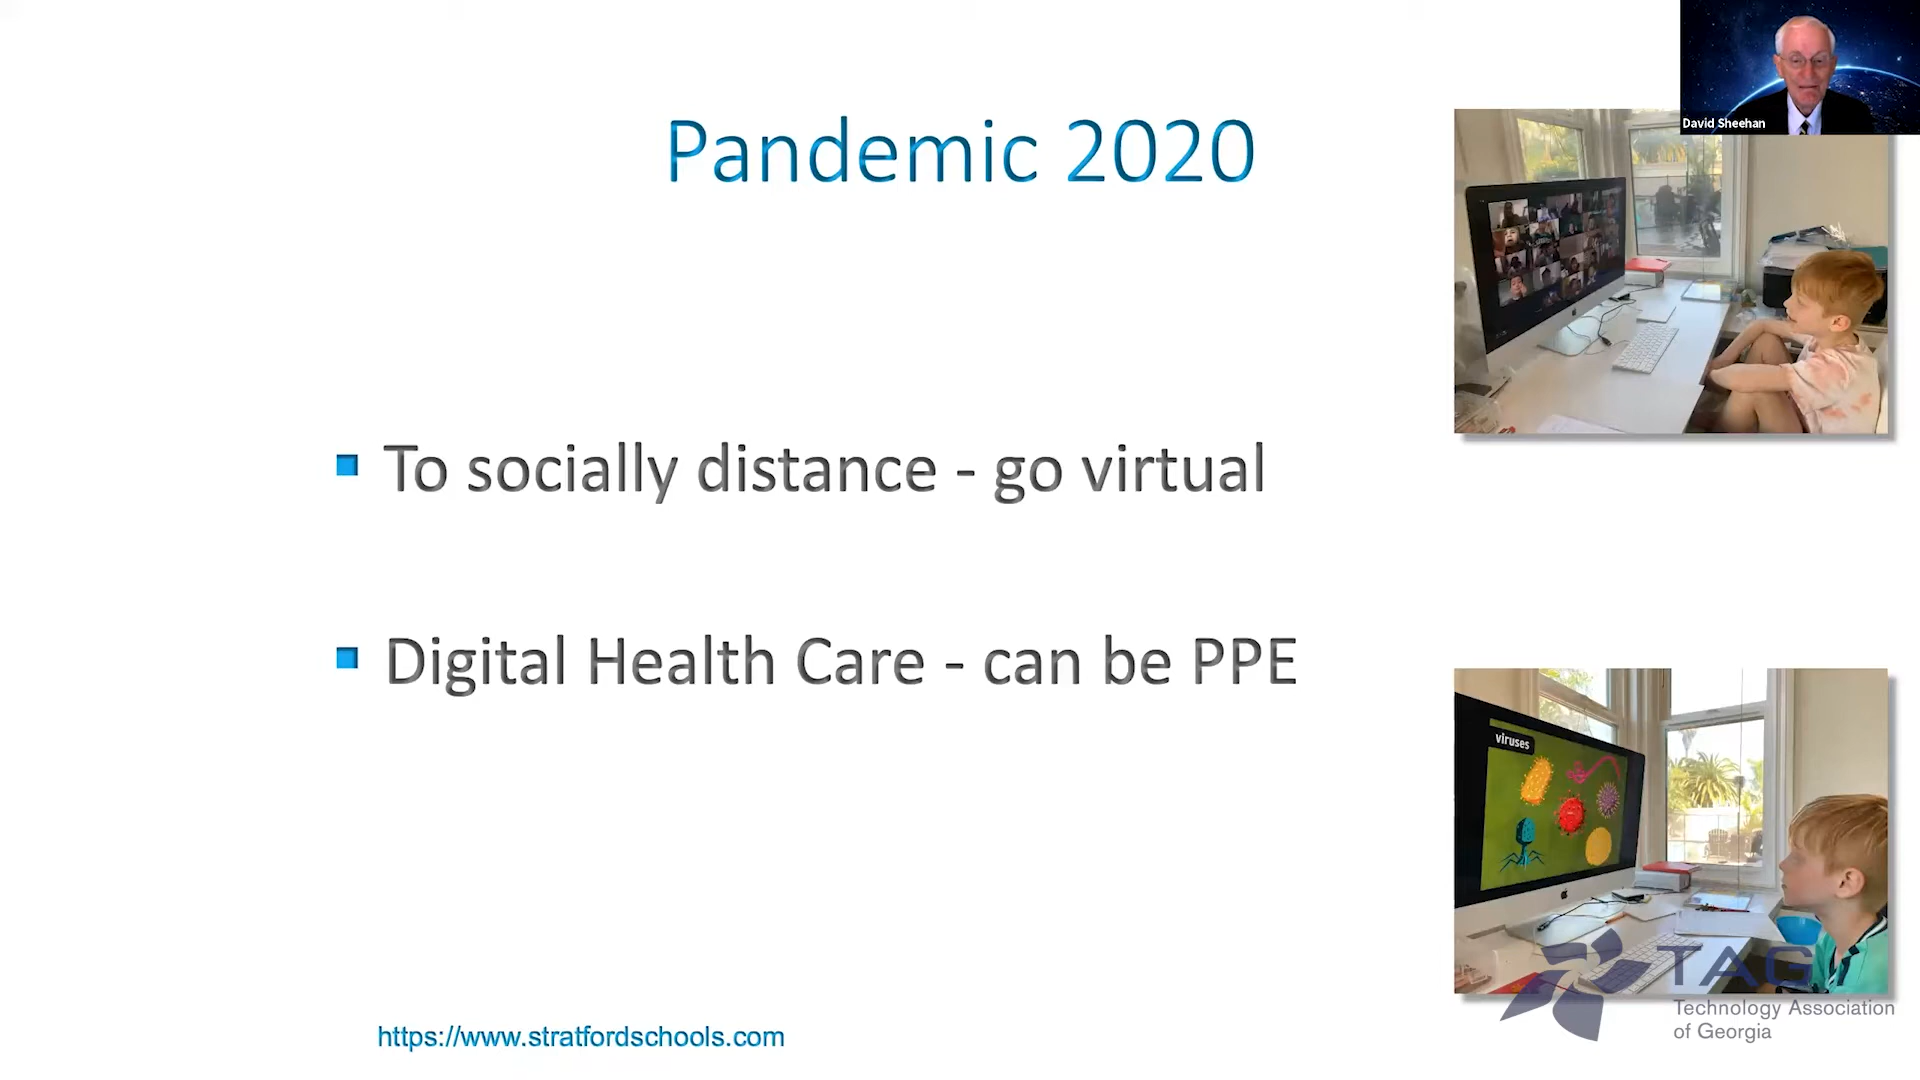 David Sheehan
Pandemic 2020
To socially distance - go virtual
Digital Health Care - can be PPE
viruses
https://www.stratfordschools.com
TAG
Technology Association
of Georgia